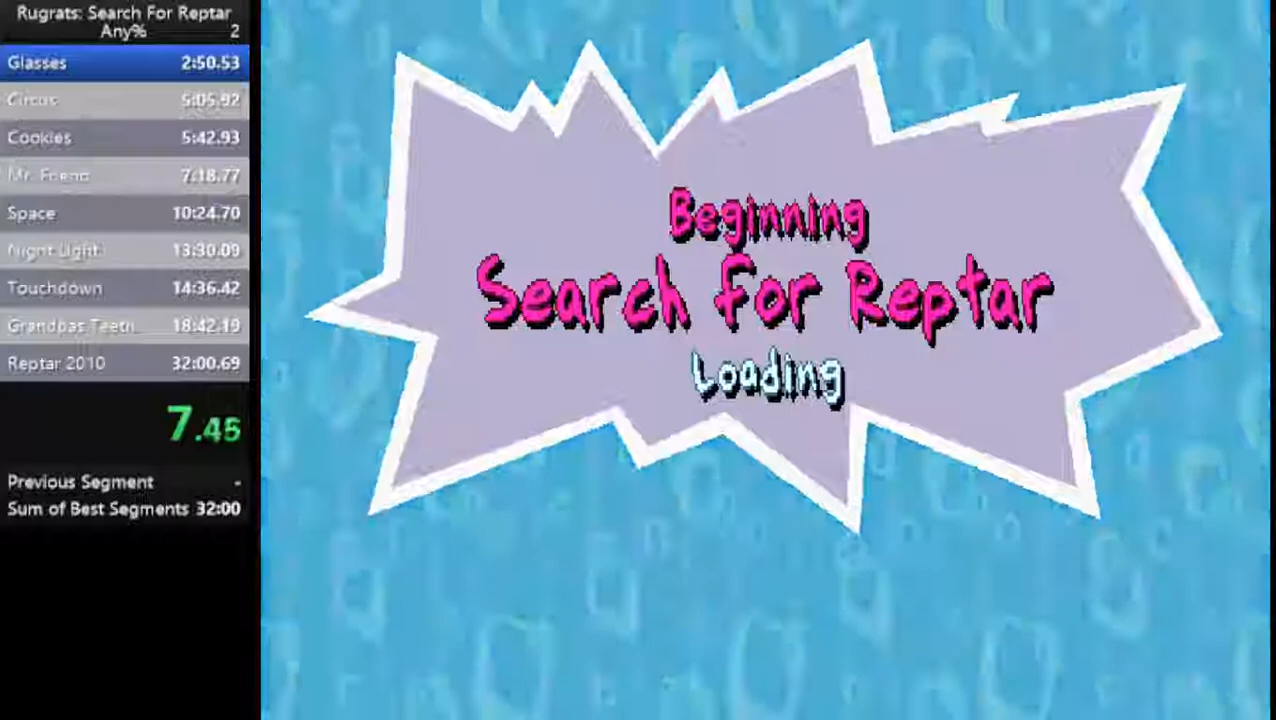 Rugrats: Search For Reptar
Any% 2
Glasses 2:50.53
Circus 5:05.92
Cookies 5:42.93
Mr. Friend 7:18.77
Space 10:24.70
Night Light 13:30.09
Touchdown 14:36.42
Grandpas Teeth 18:42.19
Reptar 2010 32:00.69
7.45
Previous Segment -
Sum of Best Segments 32:00
Beginning
Search for Reptar
Loading